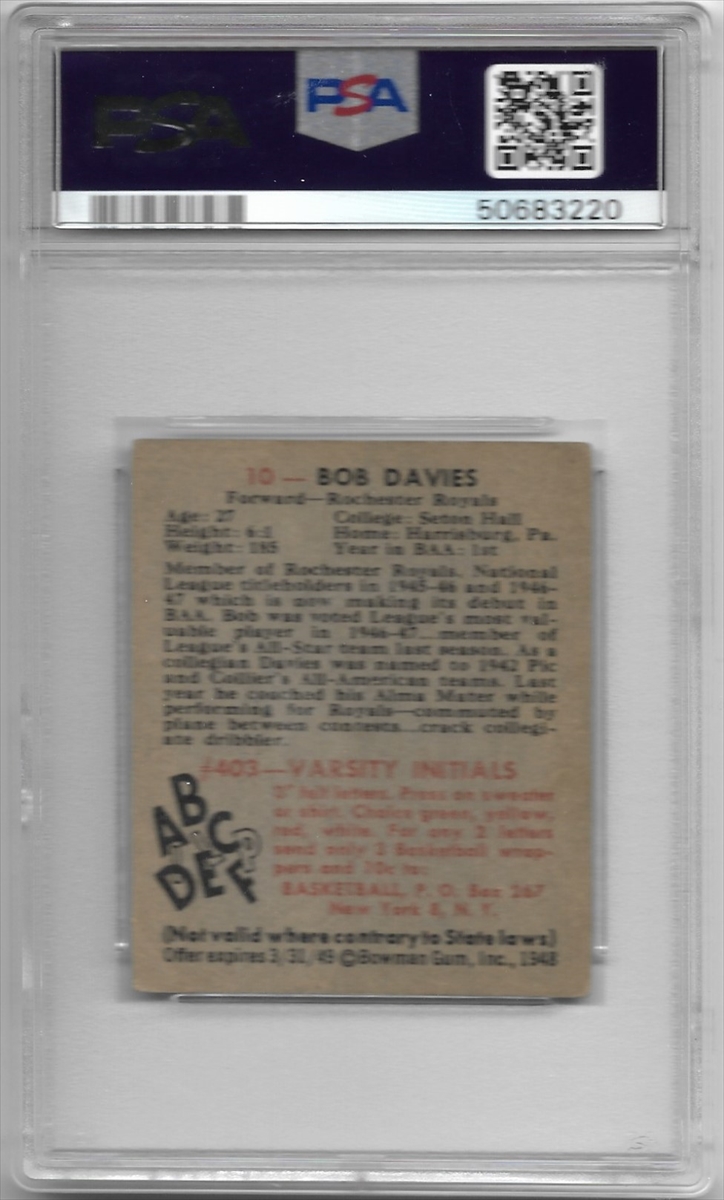 PSA
PSA
50683220
10 — BOB DAVIES
Forward—Rochester Royals
Age: 27 College: Seton Hall
Height: 6:1 Home: Harrisburg, Pa.
Weight: 185 Year in BAA: 1st
Member of Rochester Royals, National
League titleholders in 1945-46 and 1946-
47 which is now making its debut in
BAA. Bob was voted League's most val-
uable player in 1946-47...member of
League's All-Star team last season. As a
collegian Davies was named to 1942 Pic
and Collier's All-American teams. Last
year he coached his Alma Mater while
performing for Royals—commuted by
plane between contests...crack collegi-
ate dribbler.
#403—VARSITY INITIALS
3" felt letters. Press on sweater
or shirt. Choice green, yellow,
red, white. For any 2 letters
send only 3 Basketball wrap-
pers and 10c to:
BASKETBALL, P. O. Box 267
New York 8, N. Y.
A B C
D E F
(Not valid where contrary to State laws)
Offer expires 3/31/49 ©Bowman Gum, Inc., 1948